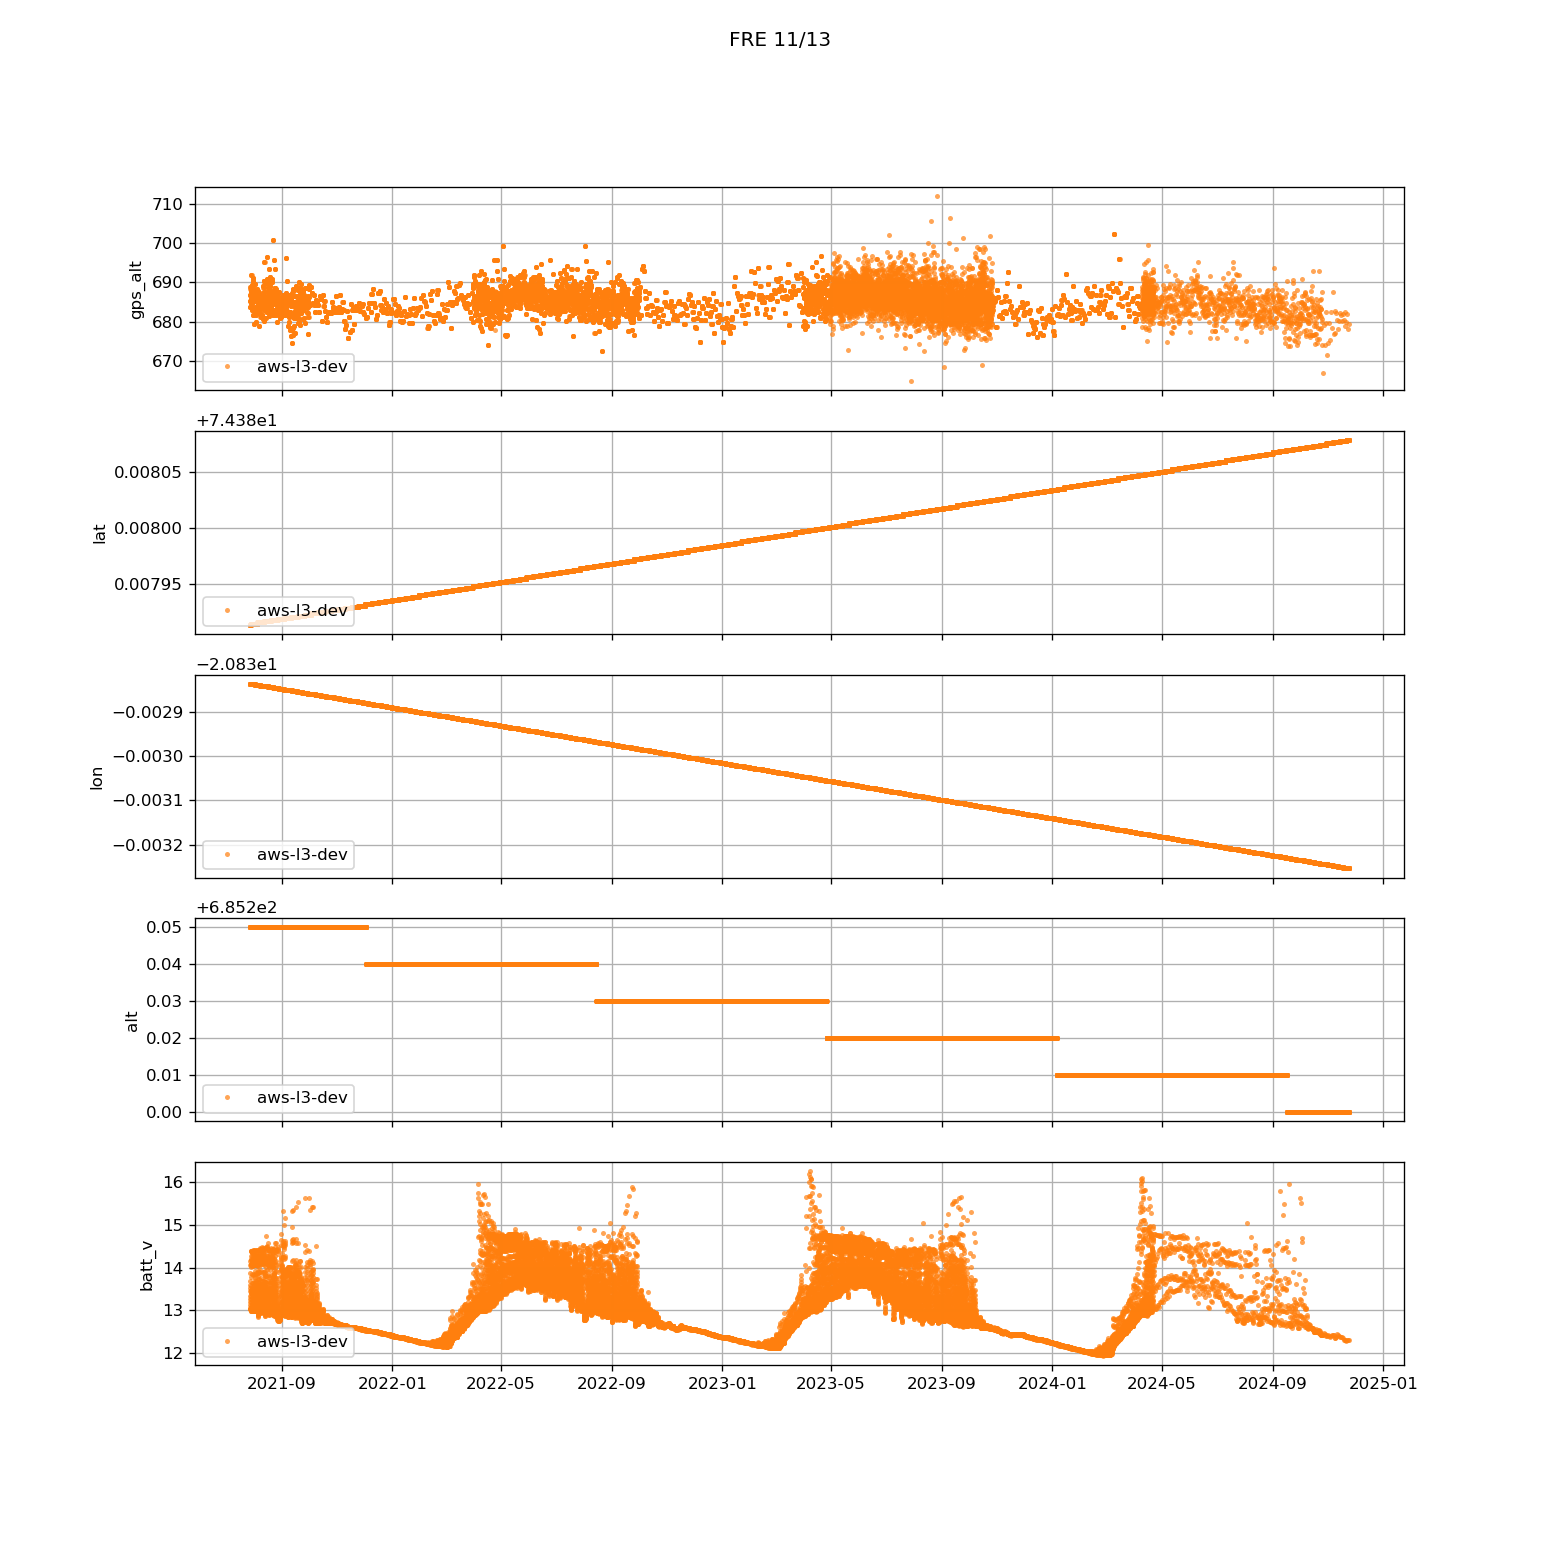 FRE 11/13
710
700
690
680
670
gps_alt
aws-l3-dev
+7.438e1
0.00805
0.00800
0.00795
lat
aws-l3-dev
−2.083e1
−0.0029
−0.0030
−0.0031
−0.0032
lon
aws-l3-dev
+6.852e2
0.05
0.04
0.03
0.02
0.01
0.00
alt
aws-l3-dev
16
15
14
13
12
batt_v
aws-l3-dev
2021-09 2022-01 2022-05 2022-09 2023-01 2023-05 2023-09 2024-01 2024-05 2024-09 2025-01